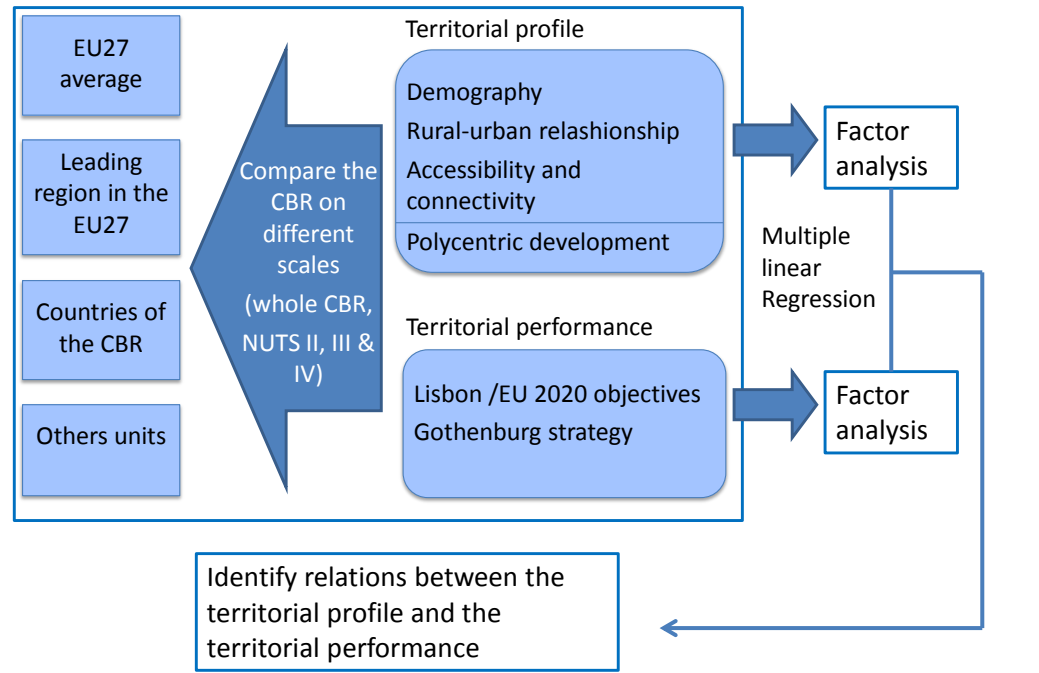 EU27
average
Leading
region in the
EU27
Countries of
the CBR
Others units
Compare the
CBR on
different
scales
(whole CBR,
NUTS II, III &
IV)
Territorial profile
Demography
Rural-urban relashionship
Accessibility and
connectivity
Polycentric development
Territorial performance
Lisbon /EU 2020 objectives
Gothenburg strategy
Factor
analysis
Multiple
linear
Regression
Factor
analysis
Identify relations between the
territorial profile and the
territorial performance